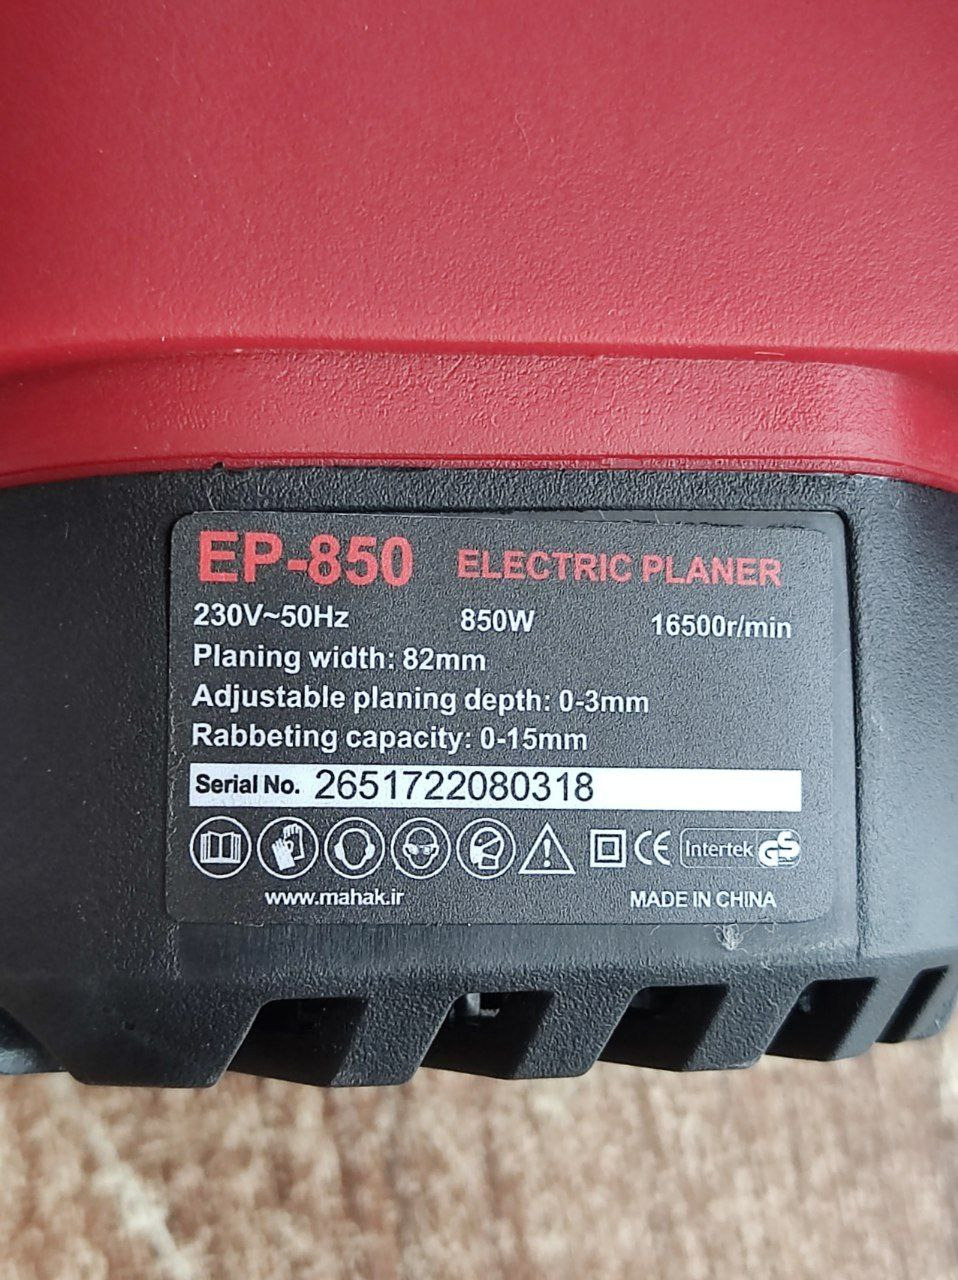 EP-850 ELECTRIC PLANER
230V~50Hz 850W 16500r/min
Planing width: 82mm
Adjustable planing depth: 0-3mm
Rabbeting capacity: 0-15mm
Serial No. 2651722080318
CE Intertek GS
www.mahak.ir MADE IN CHINA